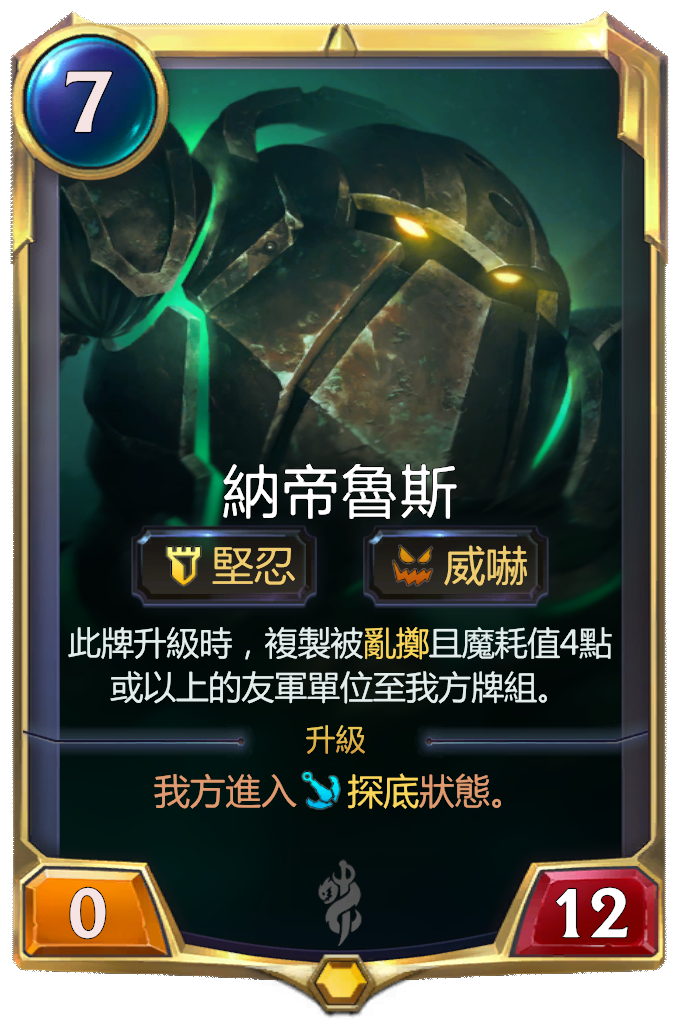 7
納帝魯斯
堅忍
威嚇
此牌升級時，複製被亂擲且魔耗值4點
或以上的友軍單位至我方牌組。
升級
我方進入探底狀態。
0
12